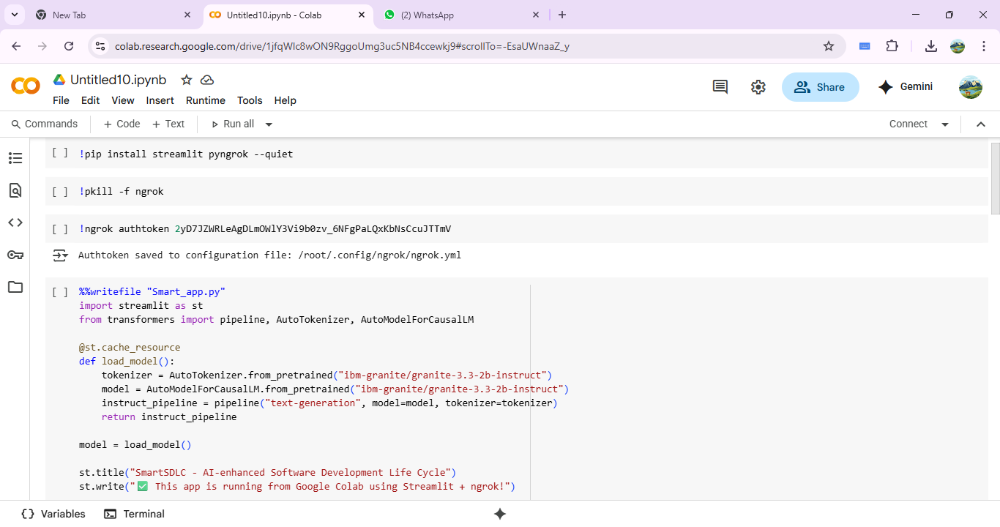 New Tab
Untitled10.ipynb - Colab
(2) WhatsApp
colab.research.google.com/drive/1jfqWlc8wON9RggoUmg3uc5NB4ccewkj9#scrollTo=-EsaUWnaaZ_y
Untitled10.ipynb
File Edit View Insert Runtime Tools Help
Share
Gemini
Commands + Code + Text Run all
Connect
[ ] !pip install streamlit pyngrok --quiet
[ ] !pkill -f ngrok
[ ] !ngrok authtoken 2yD7JZWRLeAgDLmOWlY3Vi9b0zv_6NFgPaLQxKbNsCcuJTTmV
Authtoken saved to configuration file: /root/.config/ngrok/ngrok.yml
[ ] %%writefile "Smart_app.py"
import streamlit as st
from transformers import pipeline, AutoTokenizer, AutoModelForCausalLM
@st.cache_resource
def load_model():
    tokenizer = AutoTokenizer.from_pretrained("ibm-granite/granite-3.3-2b-instruct")
    model = AutoModelForCausalLM.from_pretrained("ibm-granite/granite-3.3-2b-instruct")
    instruct_pipeline = pipeline("text-generation", model=model, tokenizer=tokenizer)
    return instruct_pipeline
model = load_model()
st.title("SmartSDLC - AI-enhanced Software Development Life Cycle")
st.write("✅ This app is running from Google Colab using Streamlit + ngrok!")
Variables Terminal